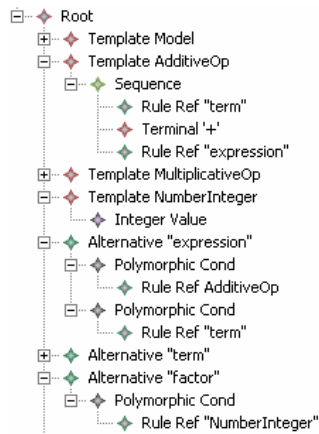 Root
Template Model
Template AdditiveOp
Sequence
Rule Ref "term"
Terminal '+'
Rule Ref "expression"
Template MultiplicativeOp
Template NumberInteger
Integer Value
Alternative "expression"
Polymorphic Cond
Rule Ref AdditiveOp
Polymorphic Cond
Rule Ref "term"
Alternative "term"
Alternative "factor"
Polymorphic Cond
Rule Ref "NumberInteger"